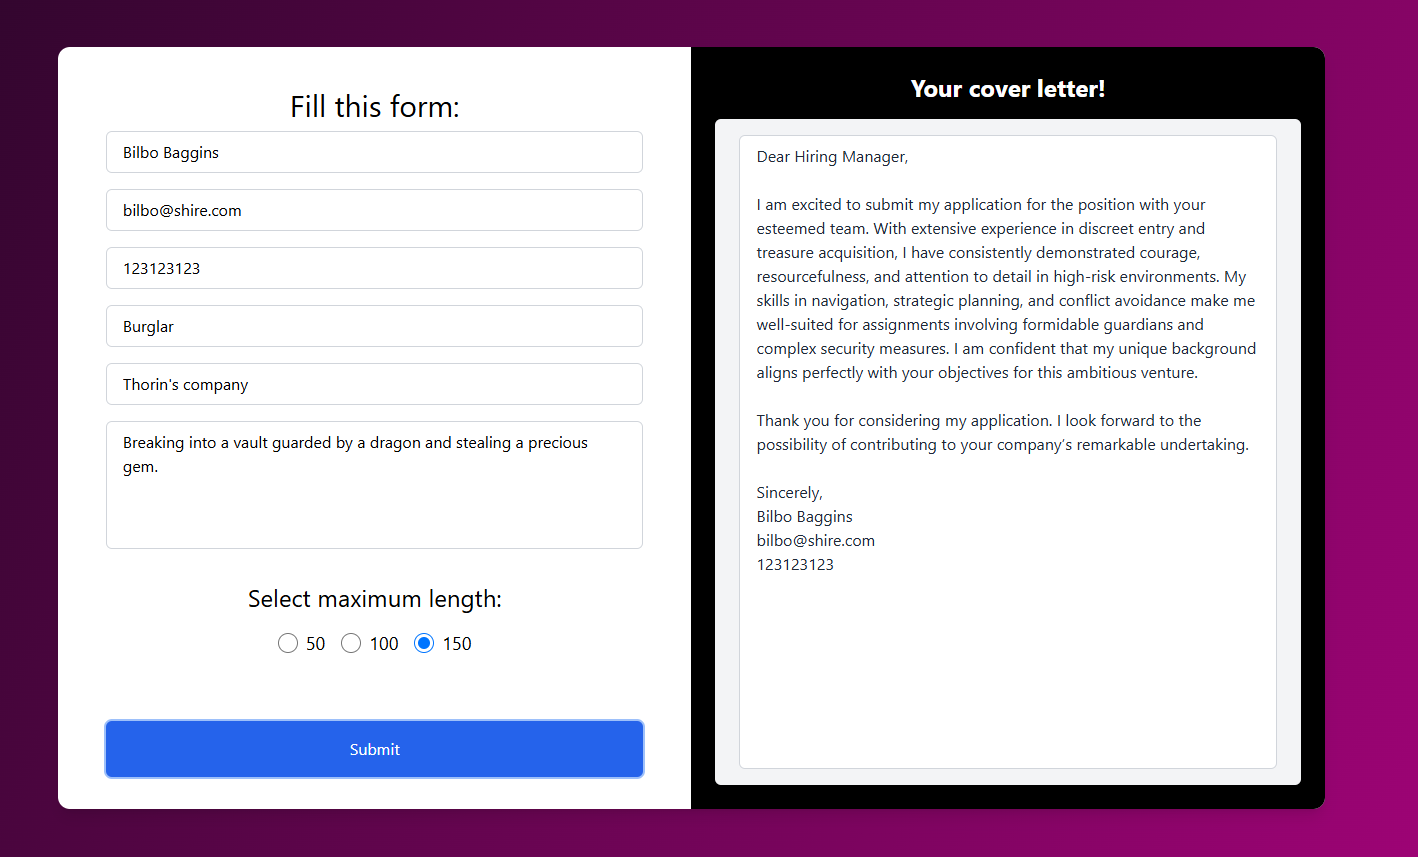 Fill this form:
Bilbo Baggins
bilbo@shire.com
123123123
Burglar
Thorin's company
Breaking into a vault guarded by a dragon and stealing a precious
gem.
Select maximum length:
50 100 150
Submit
Your cover letter!
Dear Hiring Manager,
I am excited to submit my application for the position with your
esteemed team. With extensive experience in discreet entry and
treasure acquisition, I have consistently demonstrated courage,
resourcefulness, and attention to detail in high-risk environments. My
skills in navigation, strategic planning, and conflict avoidance make me
well-suited for assignments involving formidable guardians and
complex security measures. I am confident that my unique background
aligns perfectly with your objectives for this ambitious venture.
Thank you for considering my application. I look forward to the
possibility of contributing to your company’s remarkable undertaking.
Sincerely,
Bilbo Baggins
bilbo@shire.com
123123123